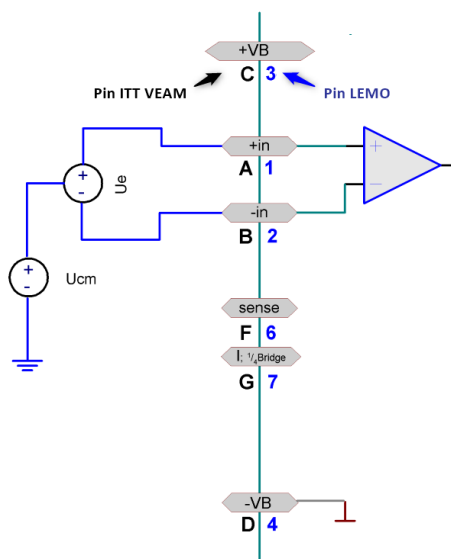 +VB
C 3
Pin ITT VEAM
Pin LEMO
+in
A 1
+
-
+
-
Ue
-in
B 2
+
-
Ucm
sense
F 6
I; ¼Bridge
G 7
-VB
D 4